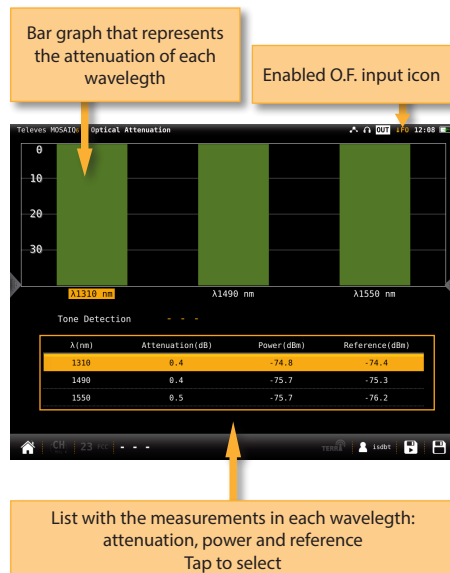 Bar graph that represents
the attenuation of each
wavelegth
Enabled O.F. input icon
Televes MOSAIQ6 Optical Attenuation
OUT ↓FO 12:08
0
10
20
30
λ1310 nm λ1490 nm λ1550 nm
Tone Detection - - -
λ(nm) Attenuation(dB) Power(dBm) Reference(dBm)
1310 0.4 -74.8 -74.4
1490 0.4 -75.7 -75.3
1550 0.5 -75.7 -76.2
CH 23 FCC - - - TERRA isdbt
List with the measurements in each wavelegth:
attenuation, power and reference
Tap to select